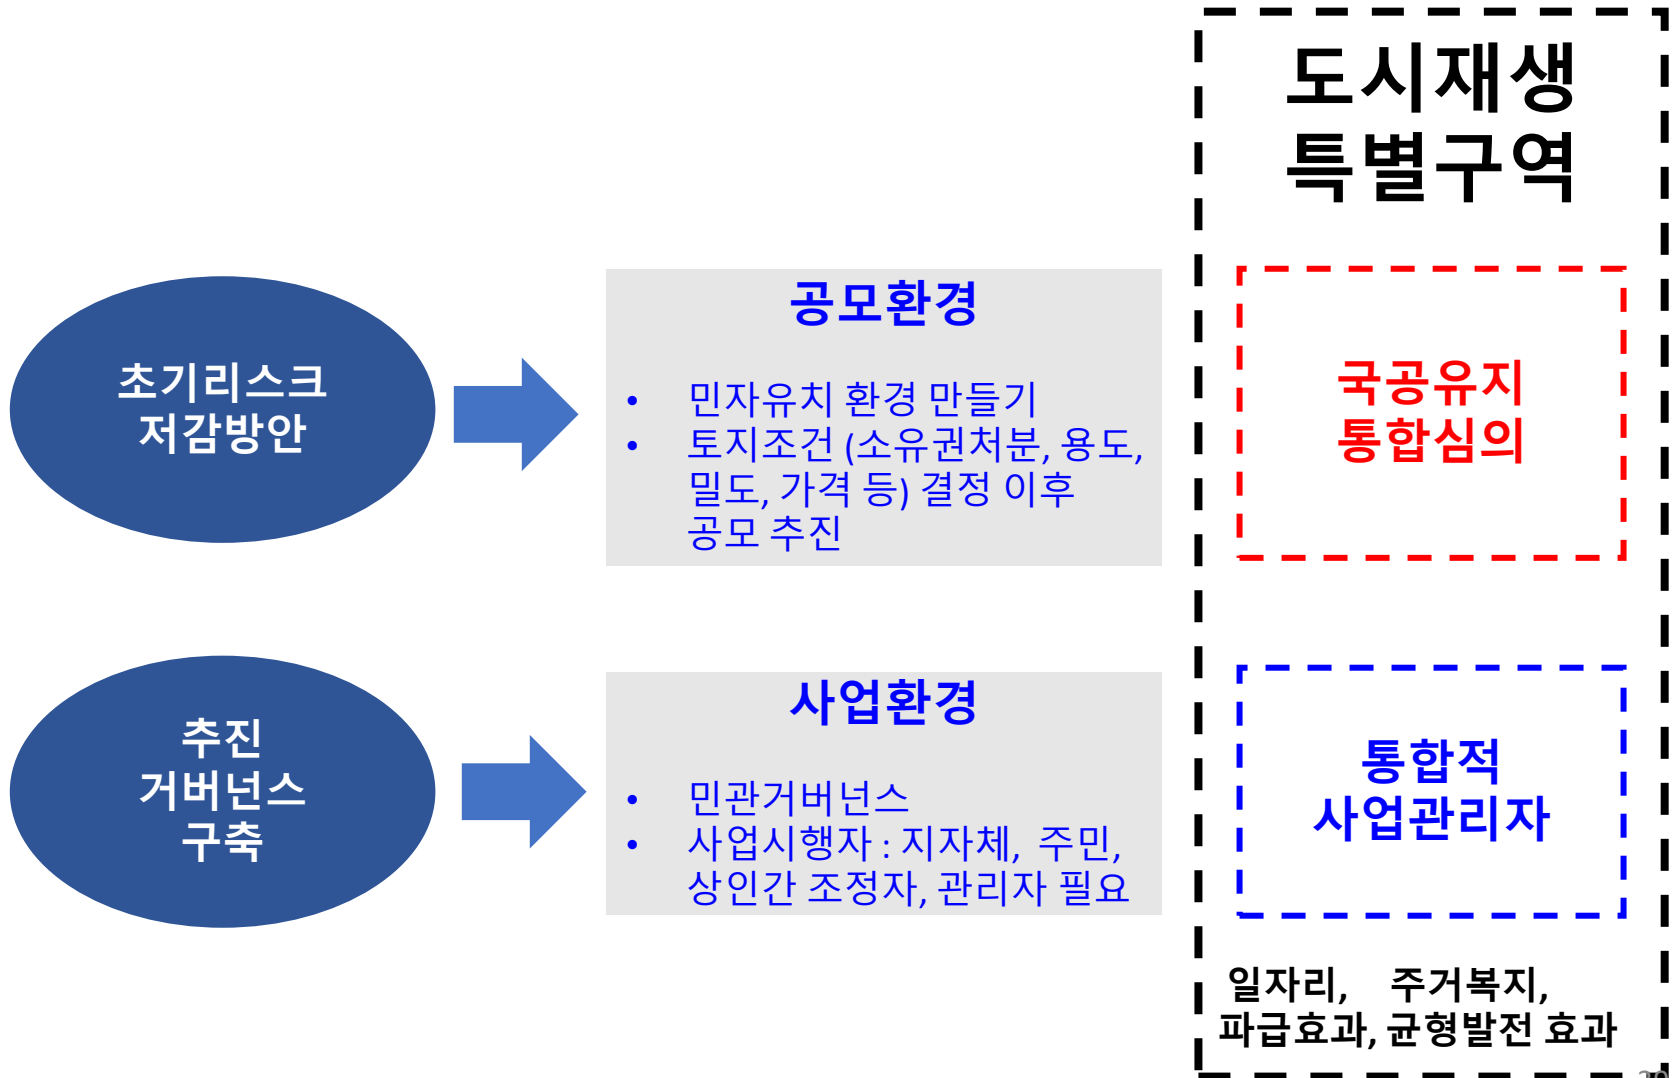 도시재생
특별구역
초기리스크
저감방안
공모환경
• 민자유치 환경 만들기
• 토지조건 (소유권처분, 용도,
밀도, 가격 등) 결정 이후
공모 추진
국공유지
통합심의
추진
거버넌스
구축
사업환경
• 민관거버넌스
• 사업시행자 : 지자체, 주민,
상인간 조정자, 관리자 필요
통합적
사업관리자
일자리, 주거복지,
파급효과, 균형발전 효과